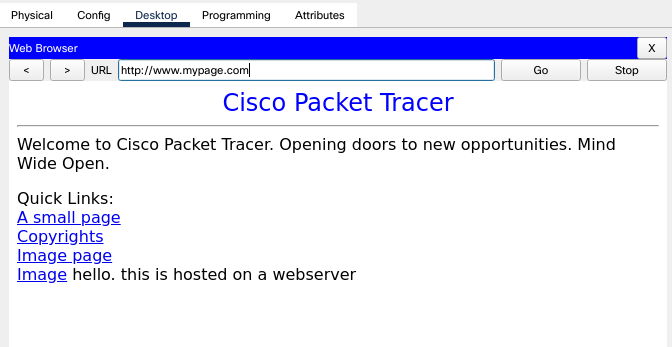 Physical Config Desktop Programming Attributes
Web Browser X
< > URL http://www.mypage.com Go Stop
Cisco Packet Tracer
Welcome to Cisco Packet Tracer. Opening doors to new opportunities. Mind
Wide Open.
Quick Links:
A small page
Copyrights
Image page
Image hello. this is hosted on a webserver